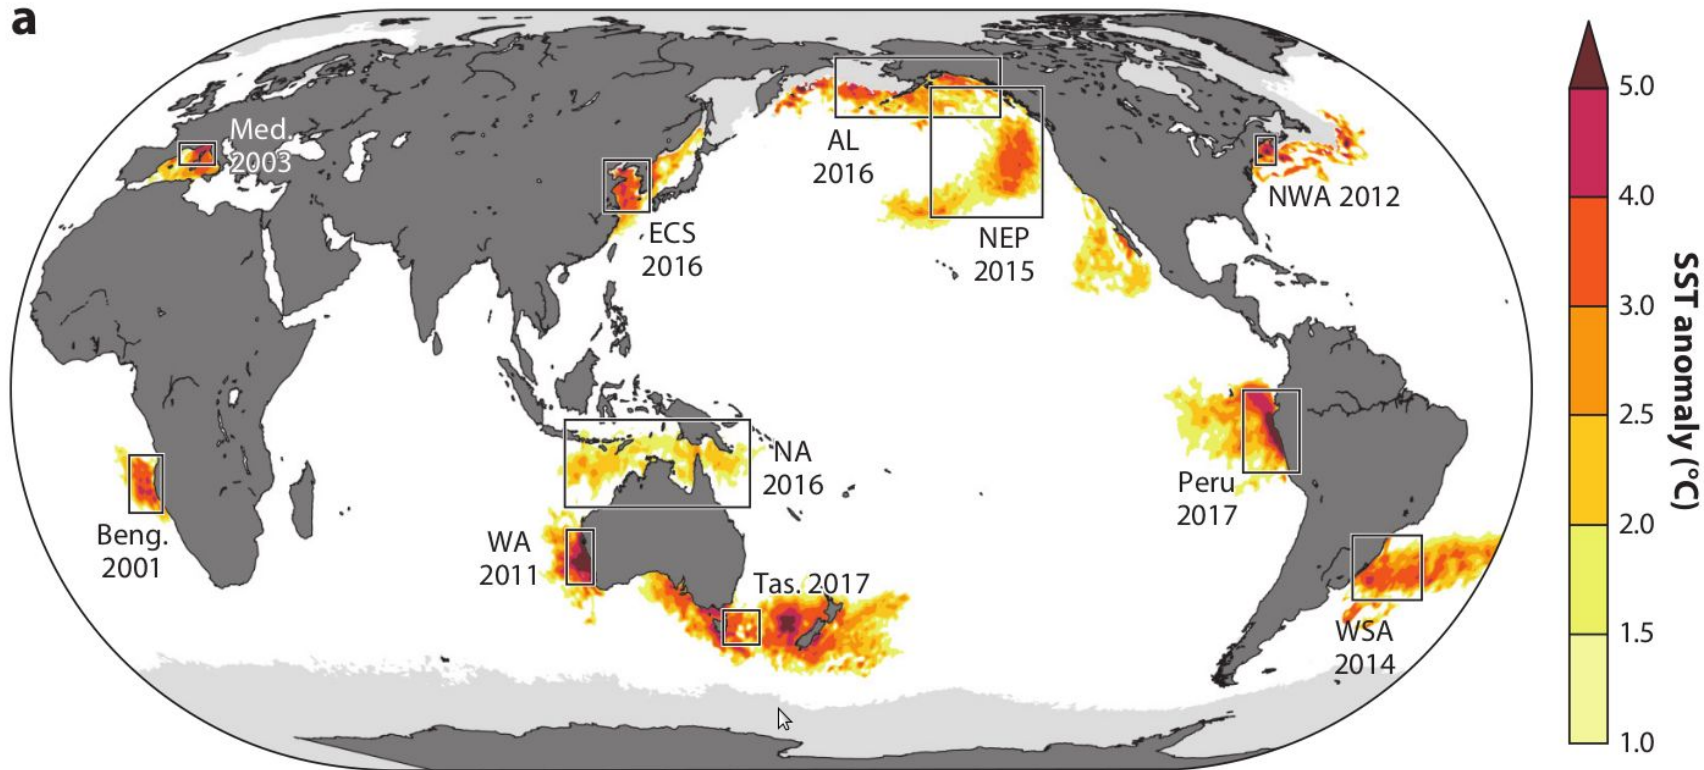 a
Med.
2003
AL
2016
NWA 2012
ECS
2016
NEP
2015
NA
2016
Peru
2017
Beng.
2001
WA
2011
Tas. 2017
WSA
2014
5.0
4.0
3.0
2.5
2.0
1.5
1.0
SST anomaly (°C)